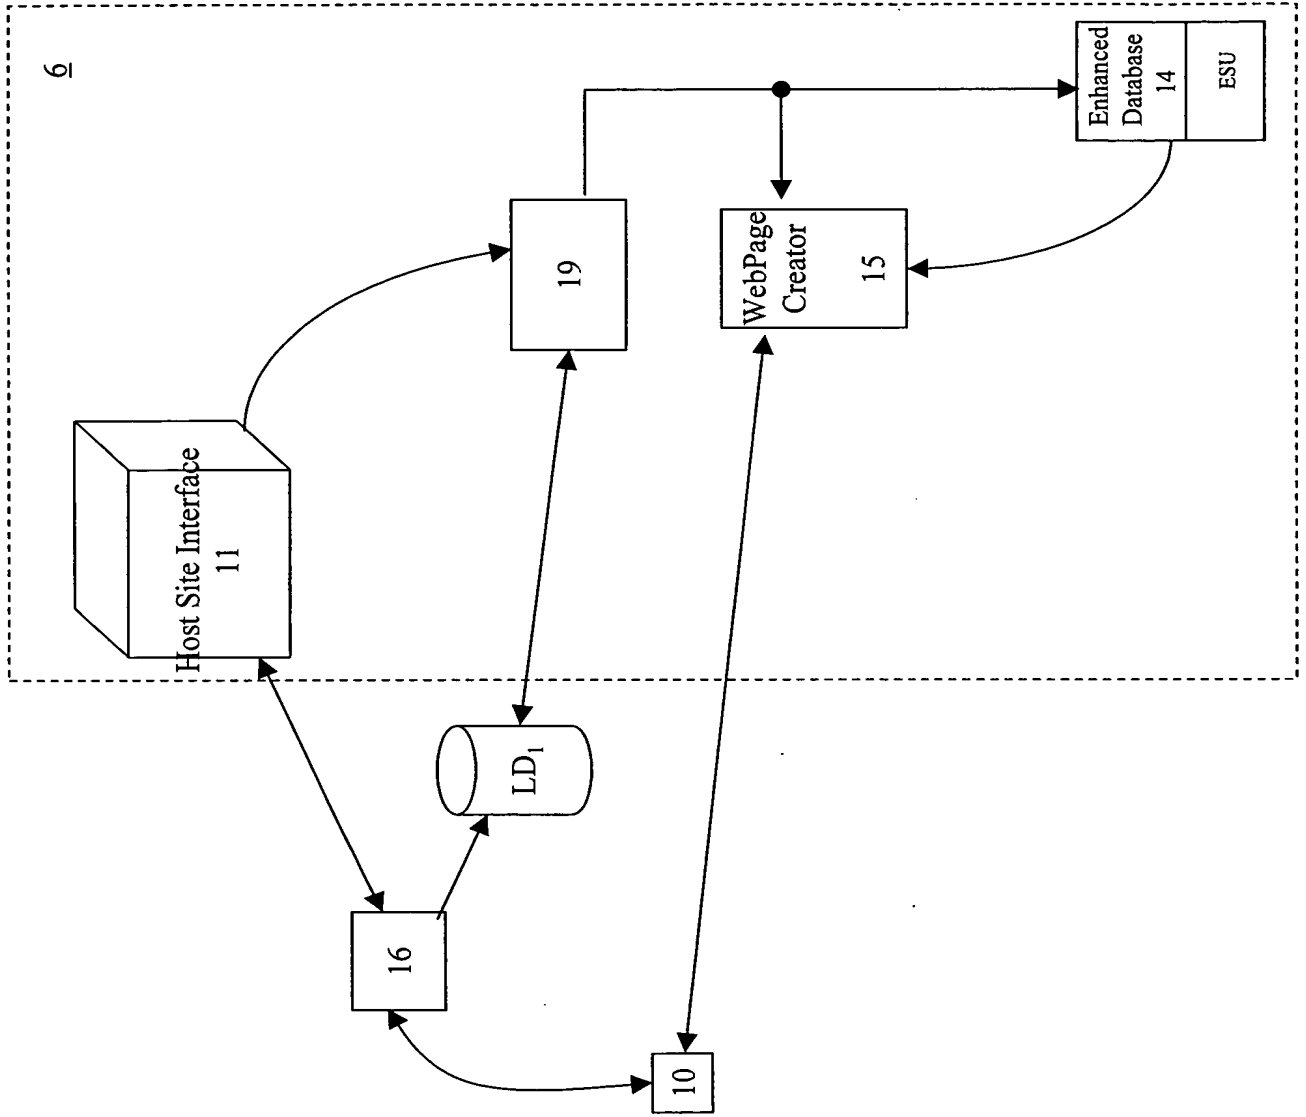 6
Host Site Interface
11
16
LD1
19
10
WebPage
Creator
15
Enhanced
Database
14
ESU